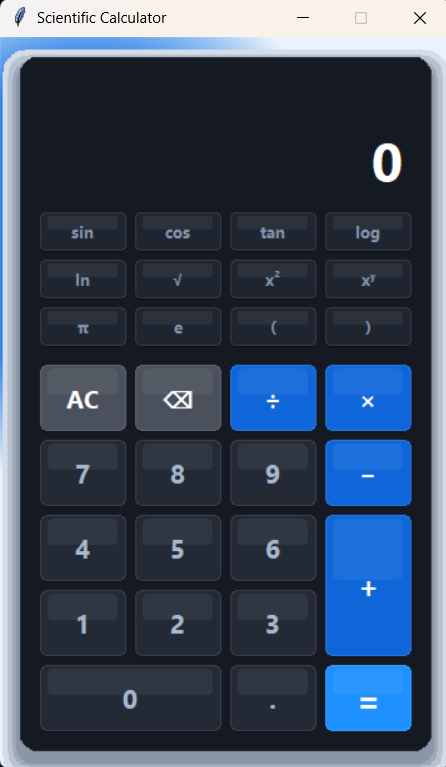 Scientific Calculator
0
sin cos tan log
ln √ x² xʸ
π e ( )
AC ⌫ ÷ ×
7 8 9 −
4 5 6 +
1 2 3
0 . =